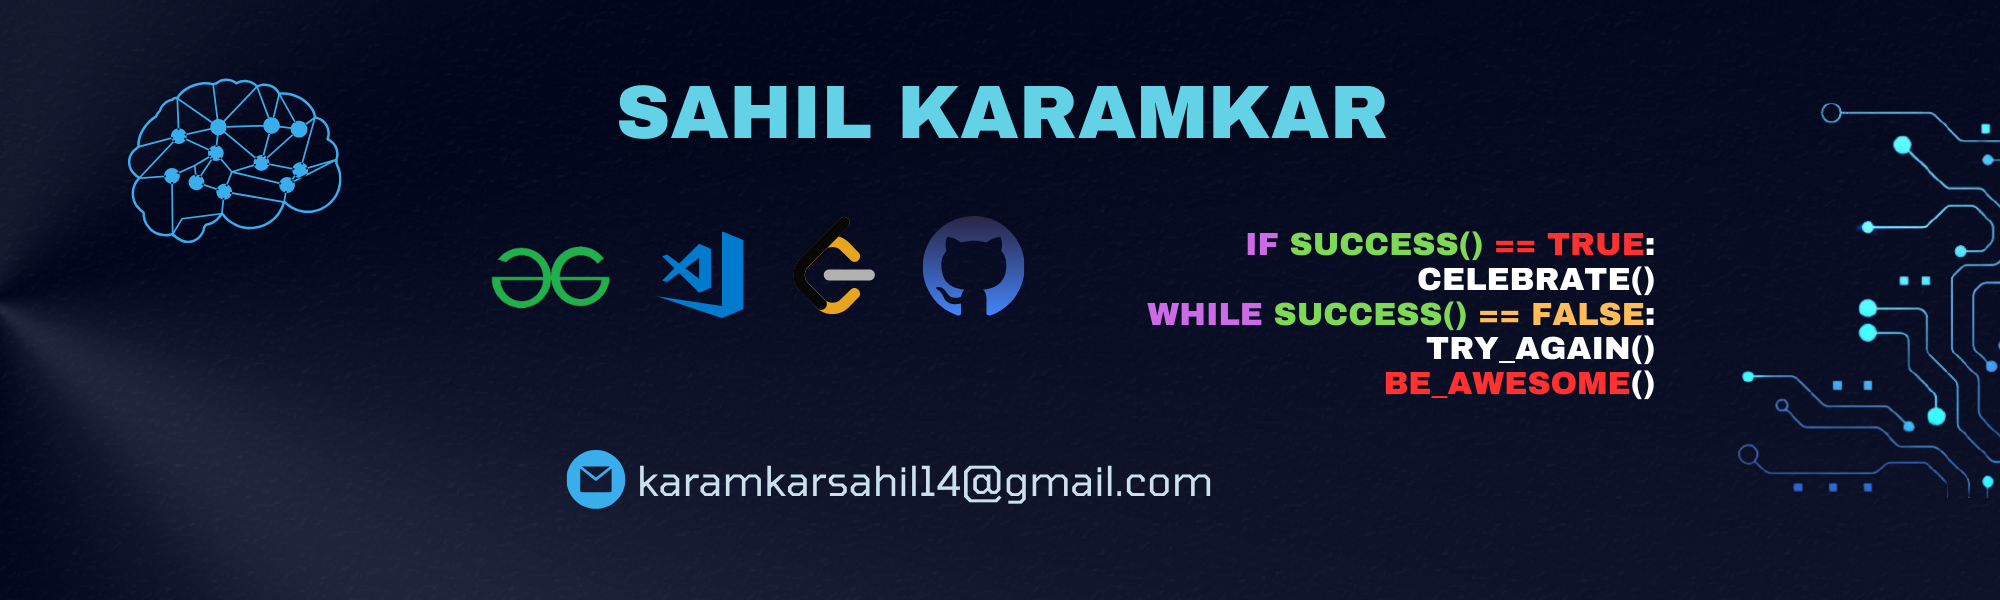 SAHIL KARAMKAR
IF SUCCESS() == TRUE:
CELEBRATE()
WHILE SUCCESS() == FALSE:
TRY_AGAIN()
BE_AWESOME()
karamkarsahil14@gmail.com